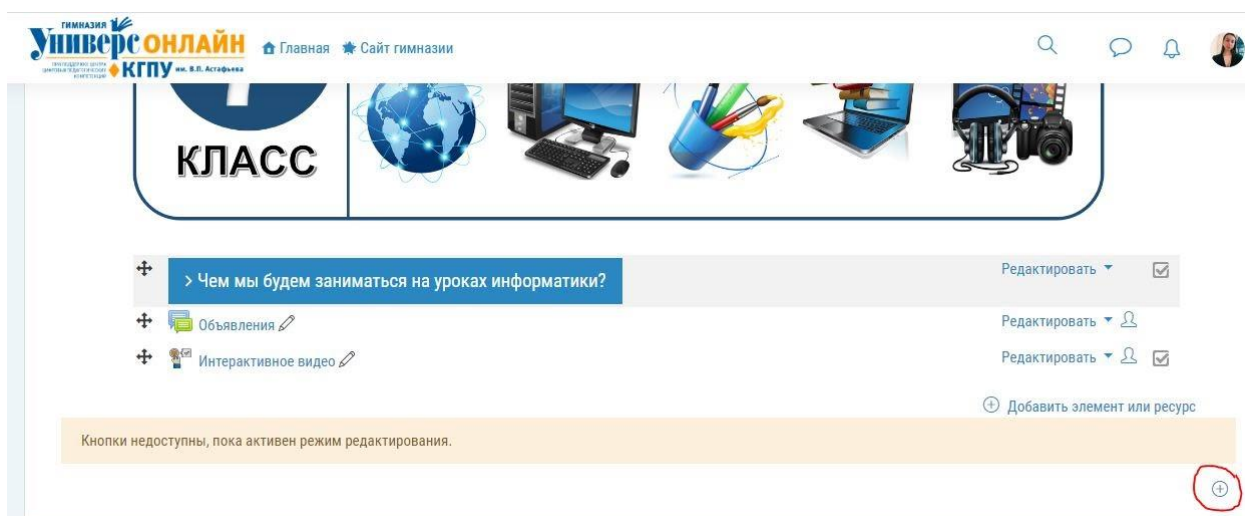 ГИМНАЗИЯ
Универс ОНЛАЙН
КГПУ им. В.П. Астафьева
Главная Сайт гимназии
КЛАСС
> Чем мы будем заниматься на уроках информатики?
Редактировать
Объявления
Редактировать
Интерактивное видео
Редактировать
Добавить элемент или ресурс
Кнопки недоступны, пока активен режим редактирования.